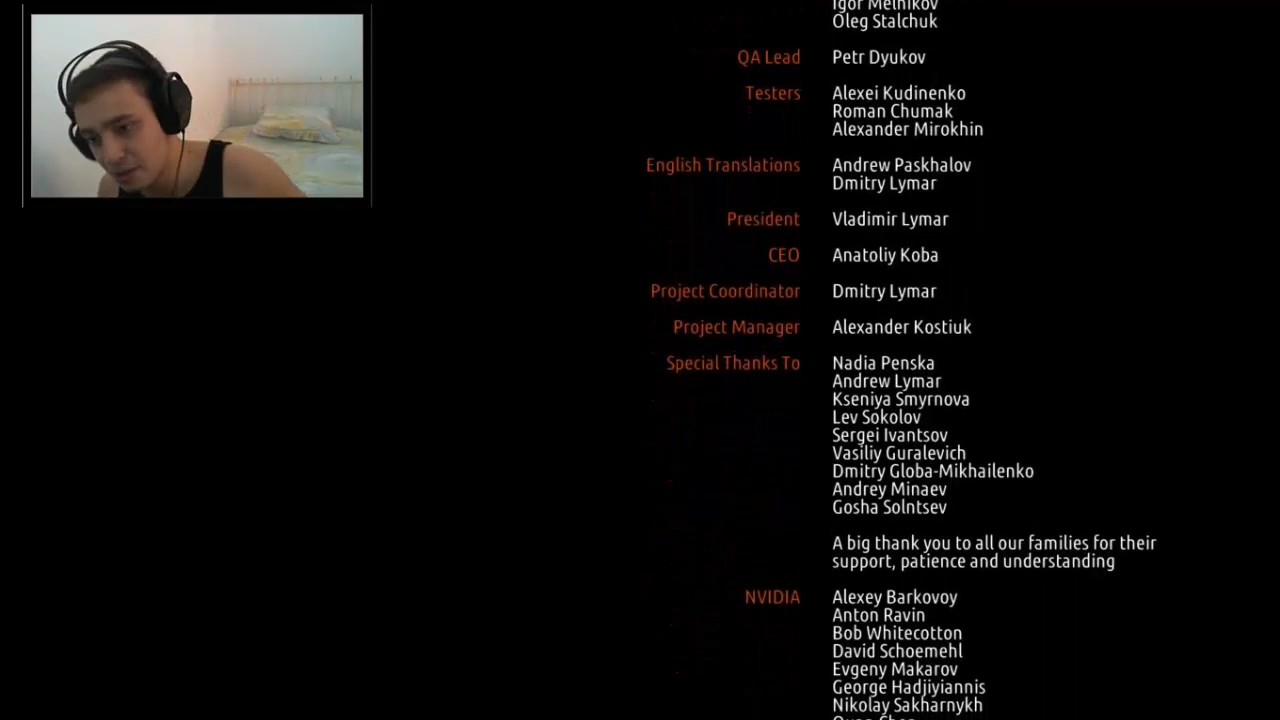 Igor Melnikov
Oleg Stalchuk
QA Lead Petr Dyukov
Testers Alexei Kudinenko
Roman Chumak
Alexander Mirokhin
English Translations Andrew Paskhalov
Dmitry Lymar
President Vladimir Lymar
CEO Anatoliy Koba
Project Coordinator Dmitry Lymar
Project Manager Alexander Kostiuk
Special Thanks To Nadia Penska
Andrew Lymar
Kseniya Smyrnova
Lev Sokolov
Sergei Ivantsov
Vasiliy Guralevich
Dmitry Globa-Mikhailenko
Andrey Minaev
Gosha Solntsev
A big thank you to all our families for their
support, patience and understanding
NVIDIA Alexey Barkovoy
Anton Ravin
Bob Whitecotton
David Schoemehl
Evgeny Makarov
George Hadjiyiannis
Nikolay Sakharnykh